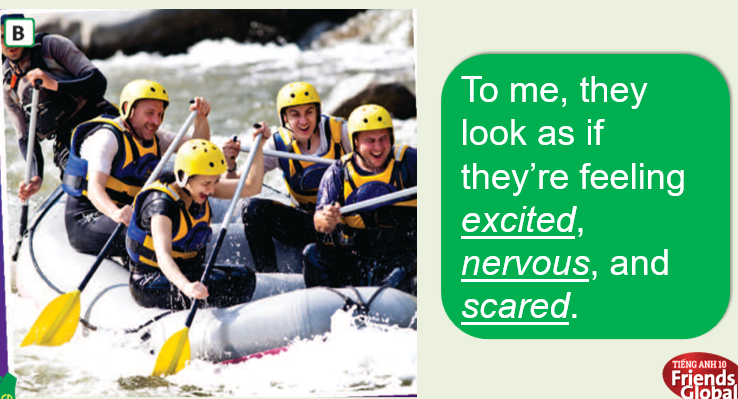 B
To me, they
look as if
they're feeling
excited,
nervous, and
scared.
TIẾNG ANH 10
Friends
Global